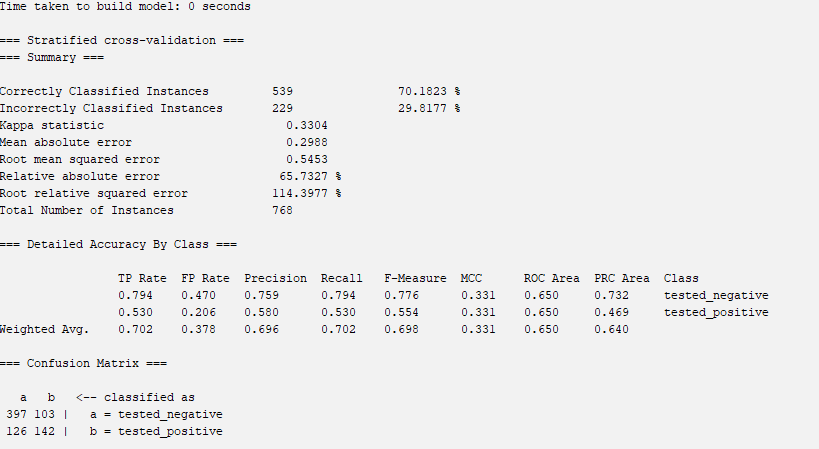 Time taken to build model: 0 seconds
=== Stratified cross-validation ===
=== Summary ===
Correctly Classified Instances 539 70.1823 %
Incorrectly Classified Instances 229 29.8177 %
Kappa statistic 0.3304
Mean absolute error 0.2988
Root mean squared error 0.5453
Relative absolute error 65.7327 %
Root relative squared error 114.3977 %
Total Number of Instances 768
=== Detailed Accuracy By Class ===
TP Rate FP Rate Precision Recall F-Measure MCC ROC Area PRC Area Class
0.794 0.470 0.759 0.794 0.776 0.331 0.650 0.732 tested_negative
0.530 0.206 0.580 0.530 0.554 0.331 0.650 0.469 tested_positive
Weighted Avg. 0.702 0.378 0.696 0.702 0.698 0.331 0.650 0.640
=== Confusion Matrix ===
a b <-- classified as
397 103 | a = tested_negative
126 142 | b = tested_positive